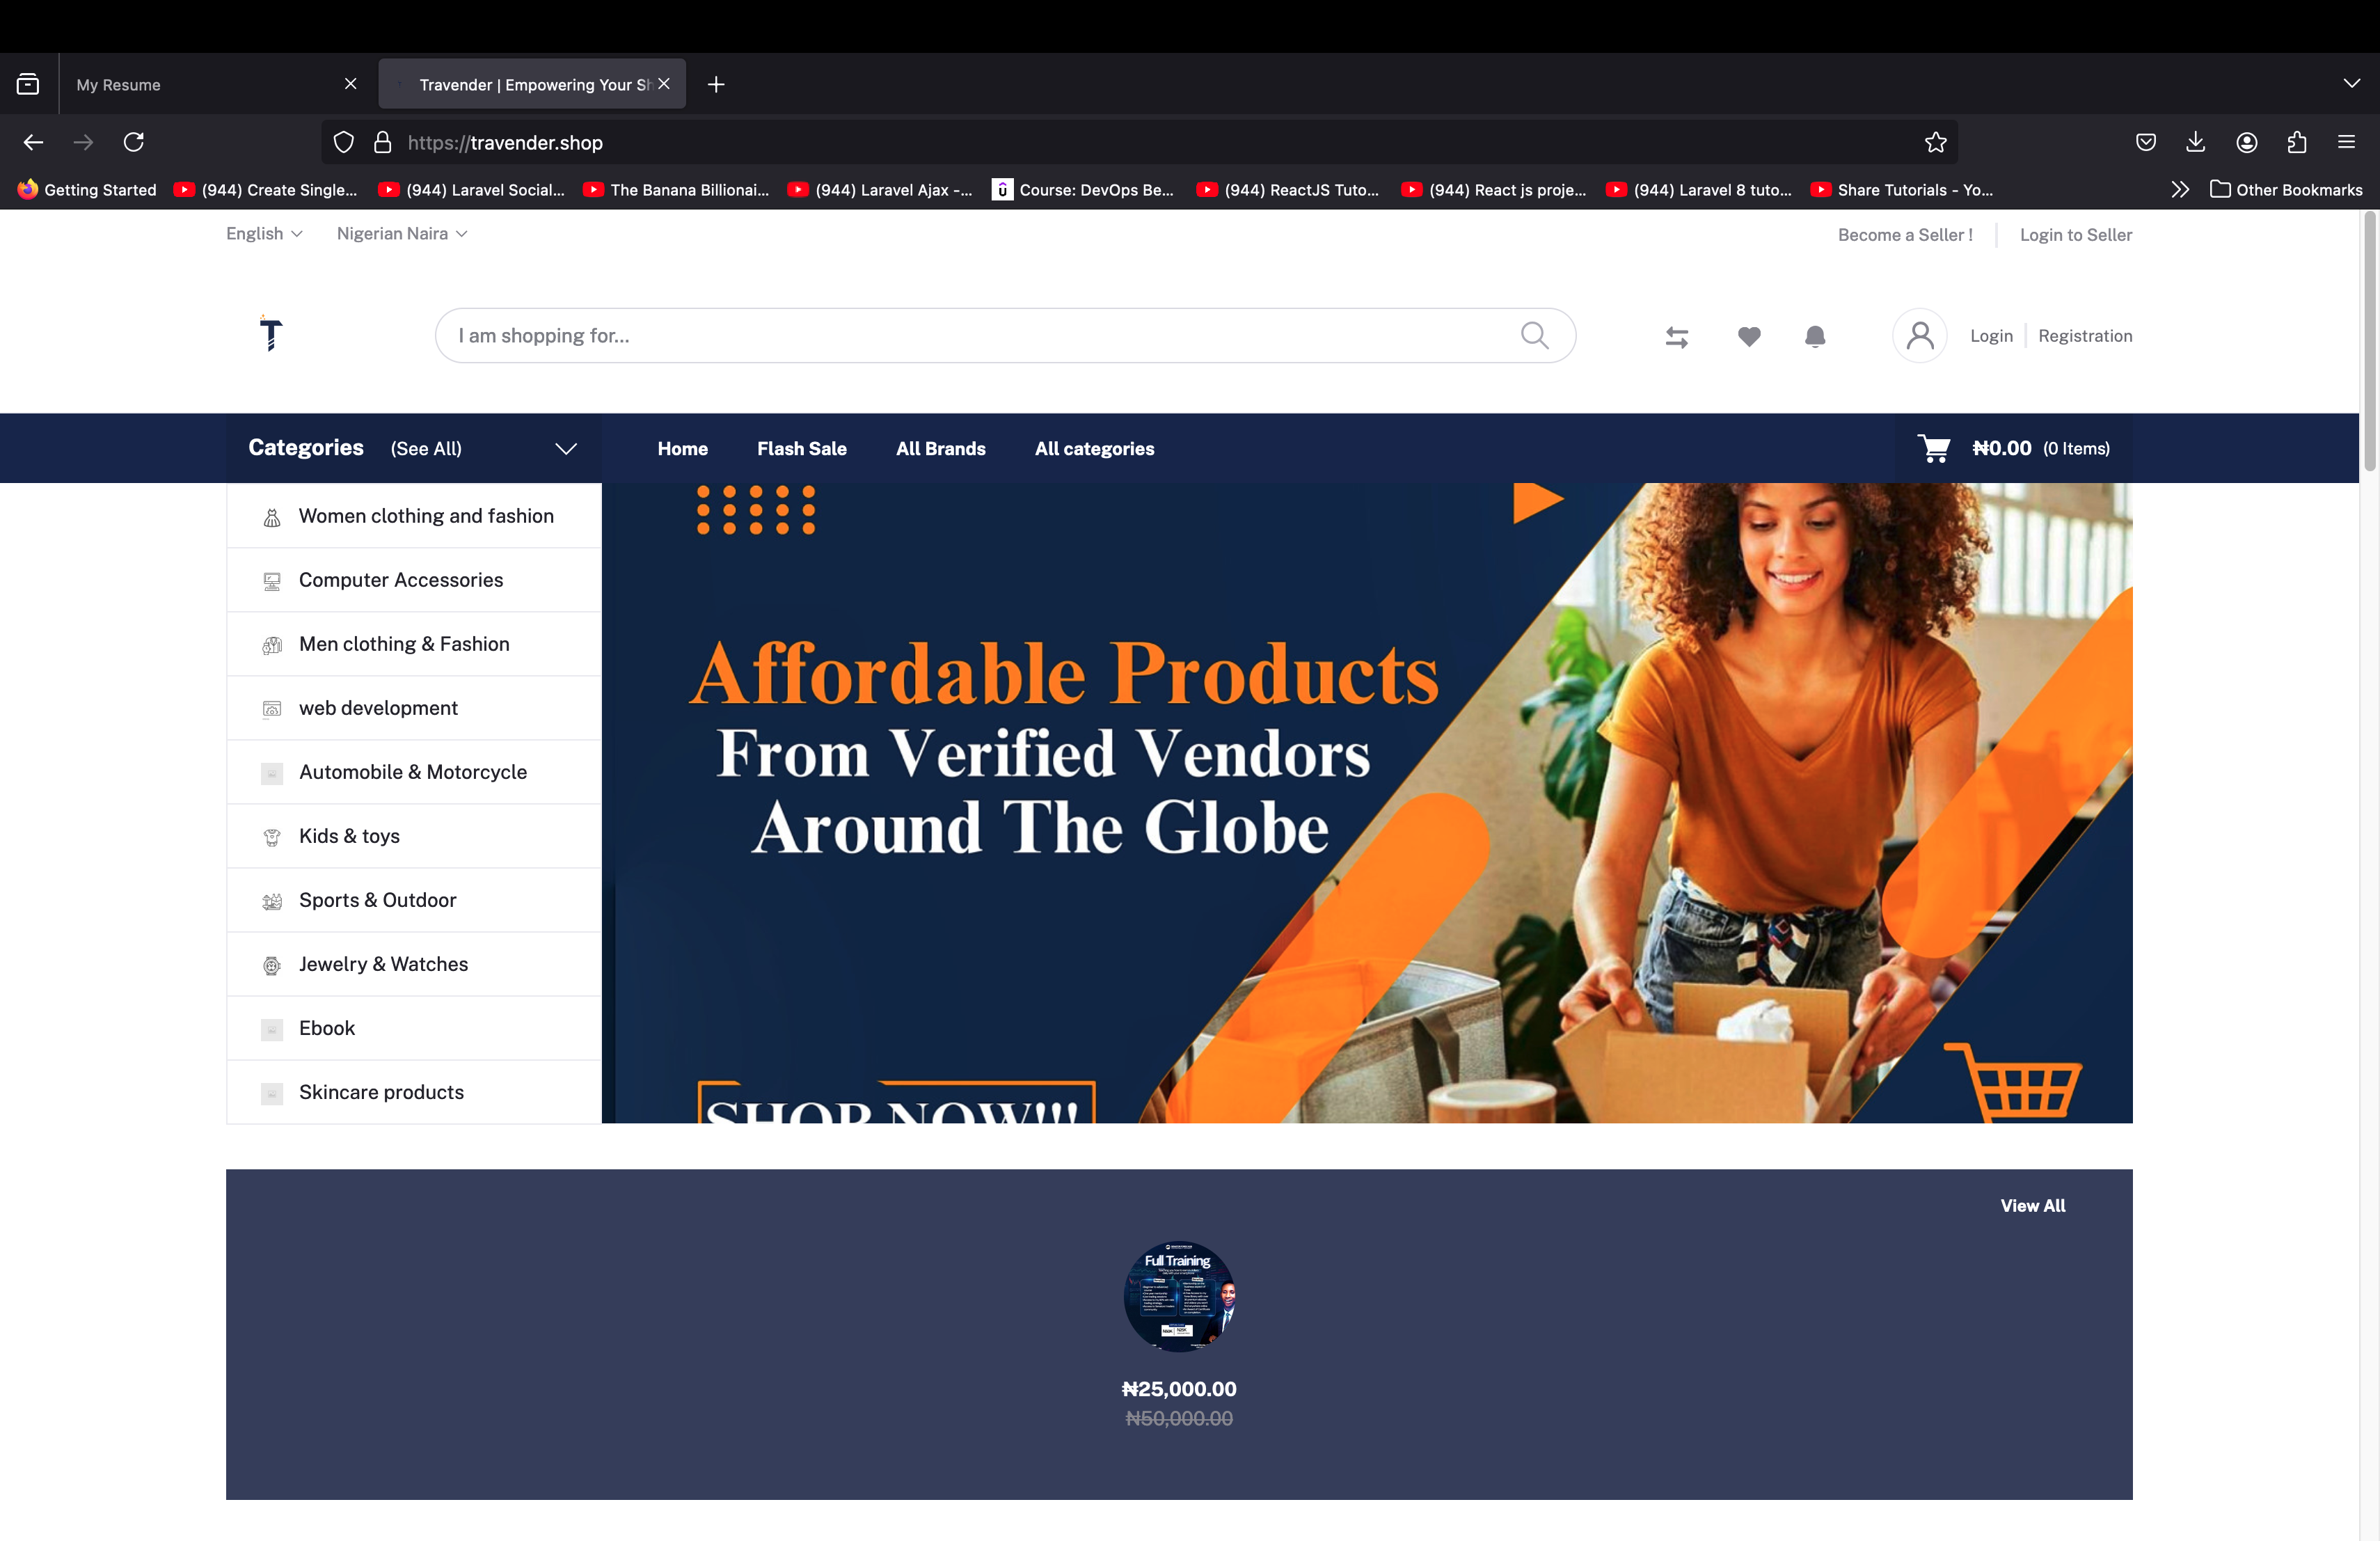 My Resume
Travender | Empowering Your Sh
https://travender.shop
Getting Started
(944) Create Single...
(944) Laravel Social...
The Banana Billionai...
(944) Laravel Ajax -...
Course: DevOps Be...
(944) ReactJS Tuto...
(944) React js proje...
(944) Laravel 8 tuto...
Share Tutorials - Yo...
Other Bookmarks
English
Nigerian Naira
Become a Seller !
Login to Seller
T
I am shopping for...
Login
Registration
Categories (See All)
Home
Flash Sale
All Brands
All categories
₦0.00 (0 Items)
Women clothing and fashion
Computer Accessories
Men clothing & Fashion
web development
Automobile & Motorcycle
Kids & toys
Sports & Outdoor
Jewelry & Watches
Ebook
Skincare products
Affordable Products
From Verified Vendors
Around The Globe
SHOP NOW!!!
View All
Full Training
₦25,000.00
₦50,000.00